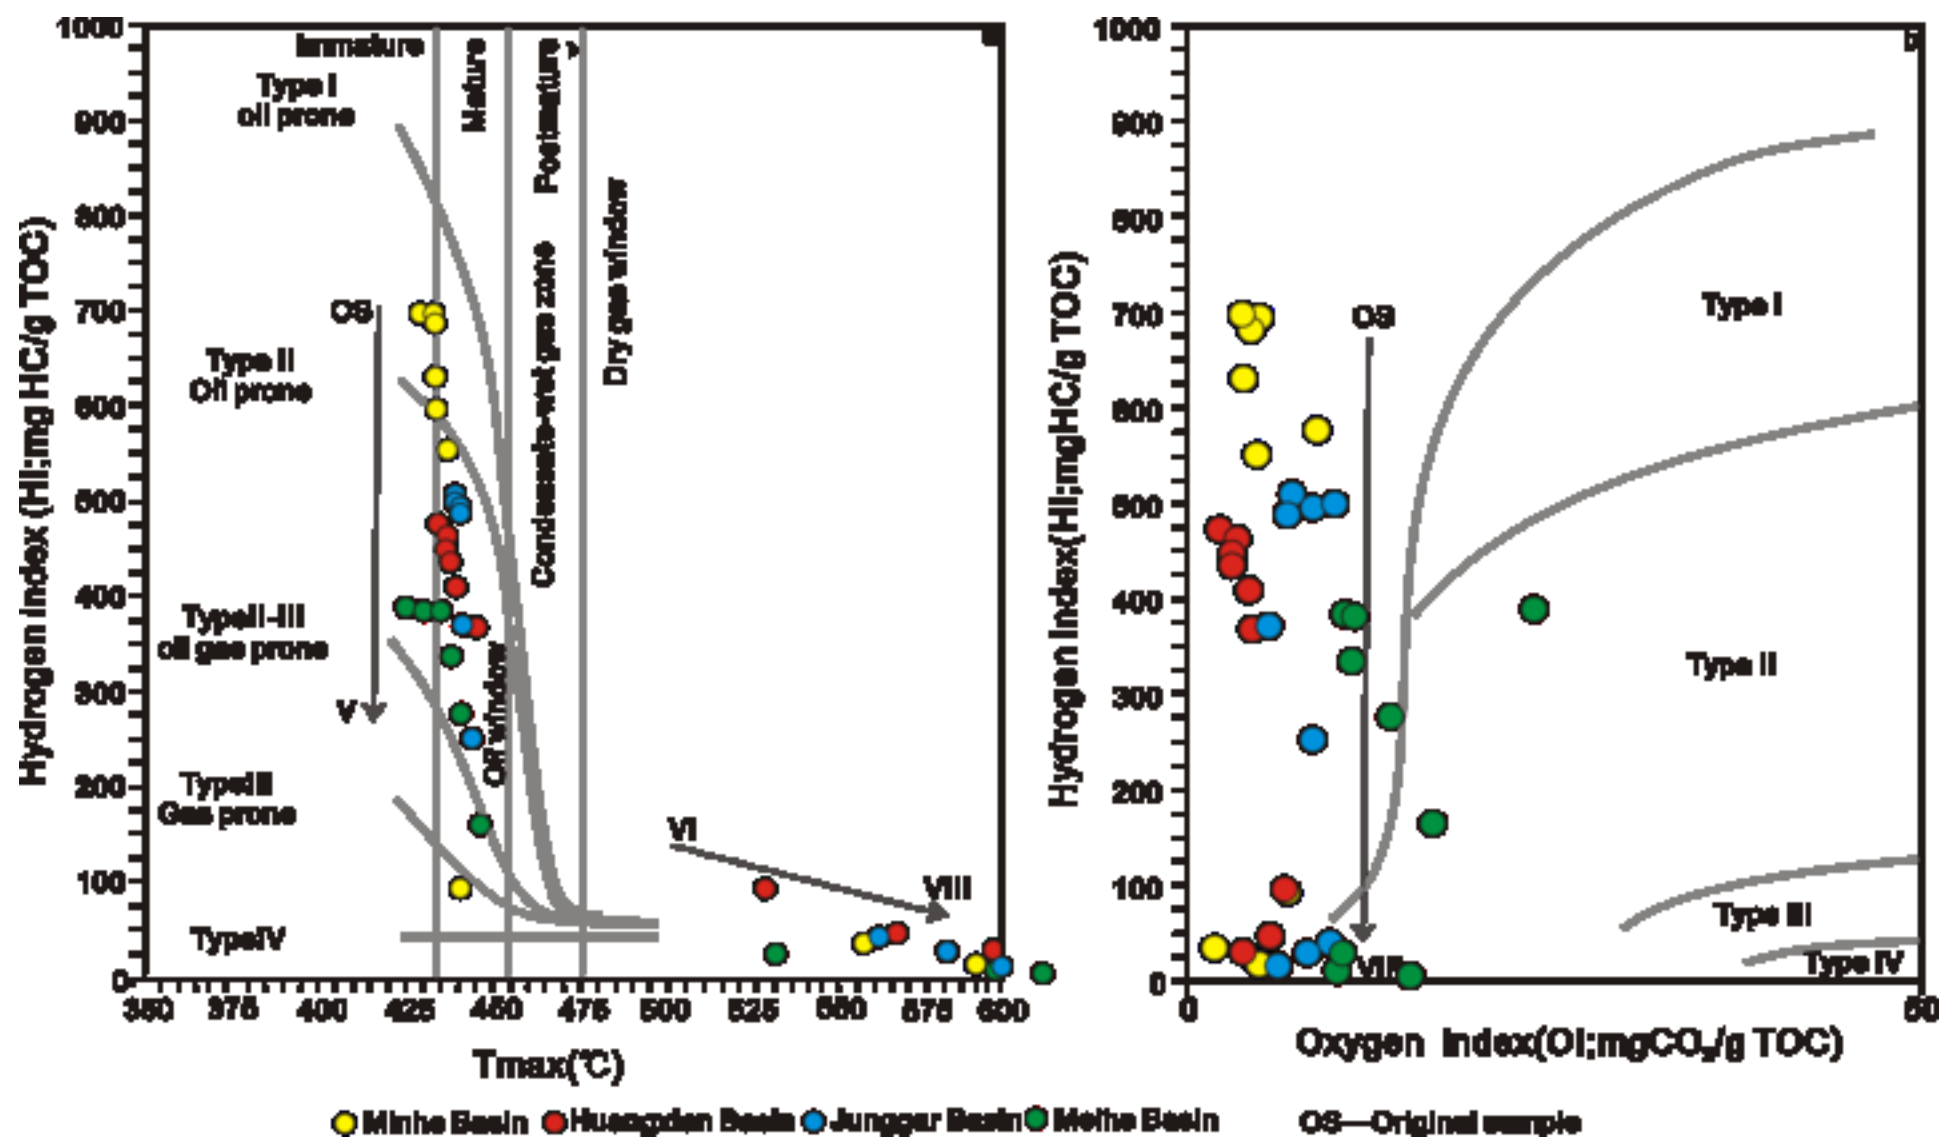 1000
900
800
700
600
500
400
300
200
100
0
Hydrogen Index (HI;mg HC/g TOC)
Immature
Mature
Postmature
Type I
oil prone
OS
Type II
Oil prone
TypeII-III
oil gas prone
V
TypeIII
Gas prone
TypeIV
Oil window
Condensate-wet gas zone
Dry gas window
VI
VIII
a
350 375 400 425 450 475 500 525 550 575 600
Tmax(℃)
1000
900
800
700
600
500
400
300
200
100
0
Hydrogen Index(HI;mgHC/g TOC)
b
OS
Type I
Type II
Type III
Type IV
VIII
0 50
Oxygen Index(OI;mgCO₂/g TOC)
Minhe Basin Huangdian Basin Junggar Basin Meihe Basin OS—Original sample